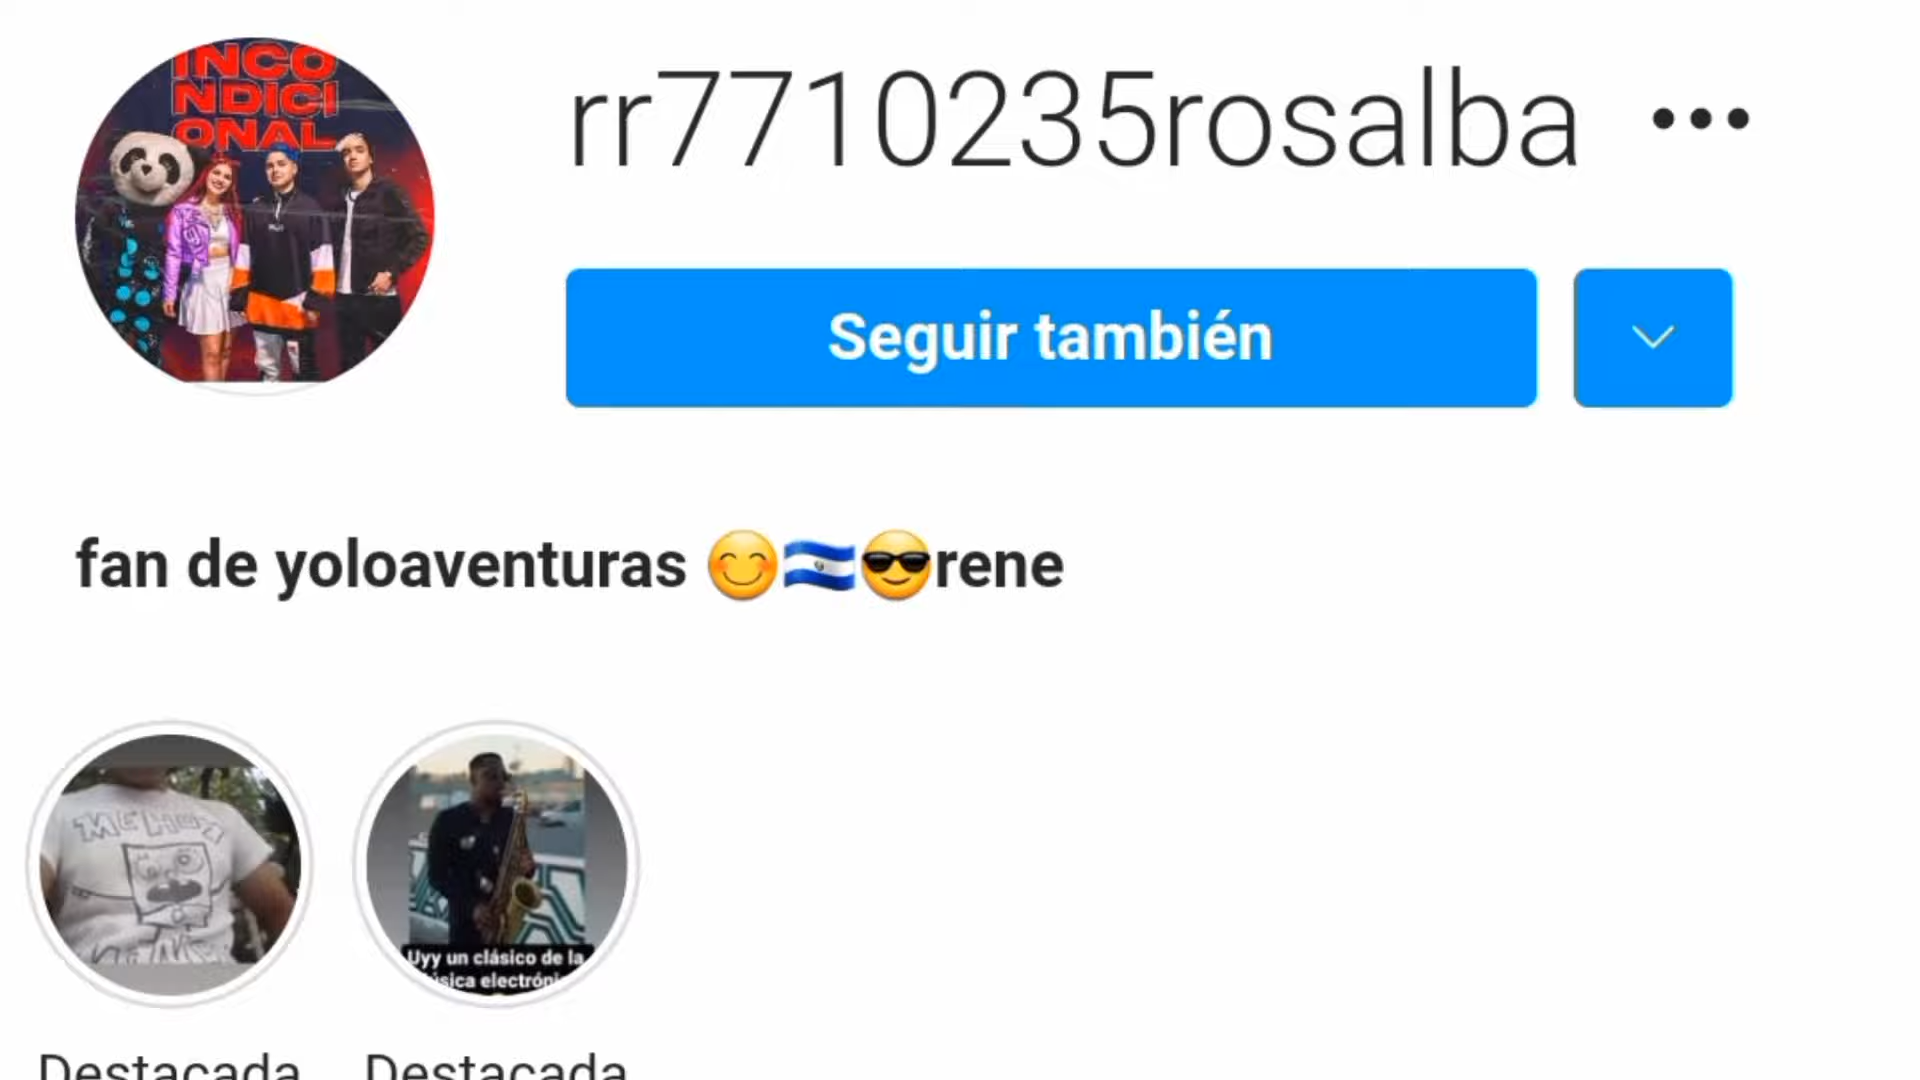 INCO
NDICI
ONAL
rr7710235rosalba
Seguir también
fan de yoloaventuras 😊🇸🇻😎rene
Uyy un clásico de la
Destacada
Destacada